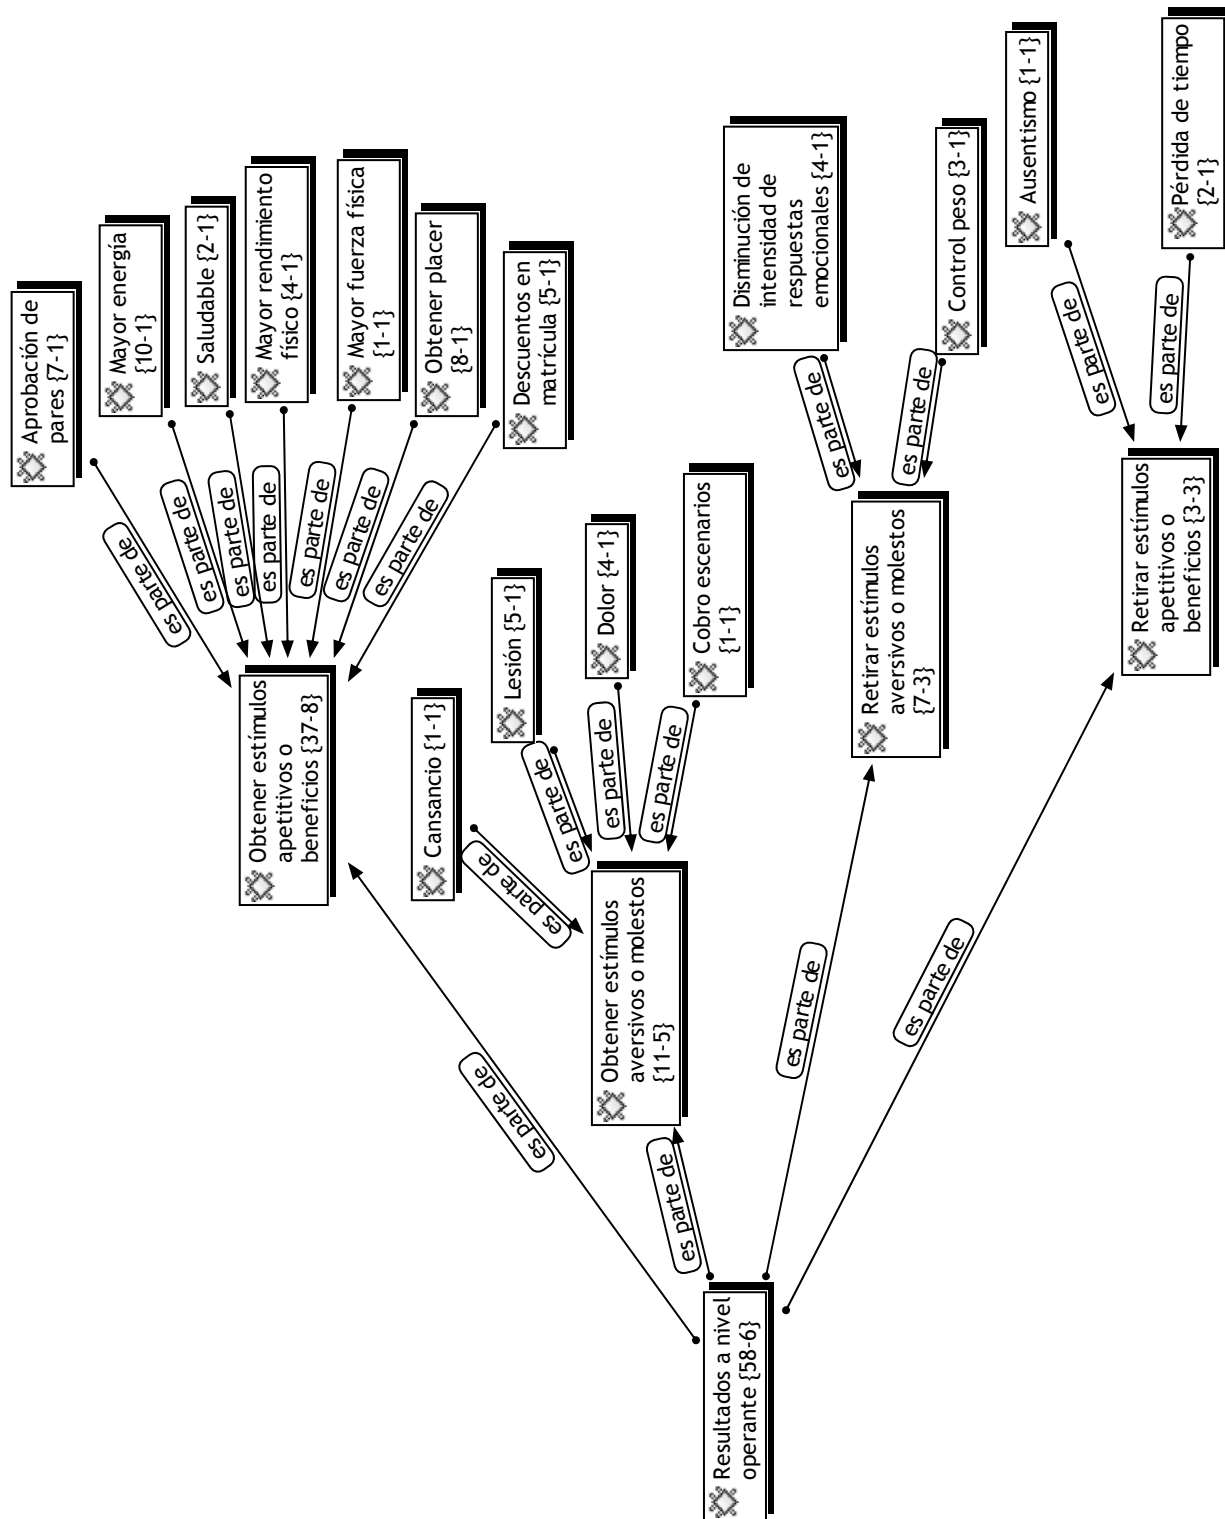 Aprobación de
pares {7-1}
Mayor energía
{10-1}
Saludable {2-1}
Mayor rendimiento
físico {4-1}
Mayor fuerza física
{1-1}
Obtener placer
{8-1}
Descuentos en
matrícula {5-1}
Disminución de
intensidad de
respuestas
emocionales {4-1}
Control peso {3-1}
Ausentismo {1-1}
Pérdida de tiempo
{2-1}
es parte de
es parte de
es parte de
es parte de
es parte de
es parte de
es parte de
es parte de
es parte de
es parte de
es parte de
Obtener estímulos
apetitivos o
beneficios {37-8}
Cansancio {1-1}
Lesión {5-1}
Dolor {4-1}
Cobro escenarios
{1-1}
Retirar estímulos
aversivos o molestos
{7-3}
Retirar estímulos
apetitivos o
beneficios {3-3}
es parte de
es parte de
es parte de
es parte de
Obtener estímulos
aversivos o molestos
{11-5}
es parte de
es parte de
es parte de
es parte de
Resultados a nivel
operante {58-6}